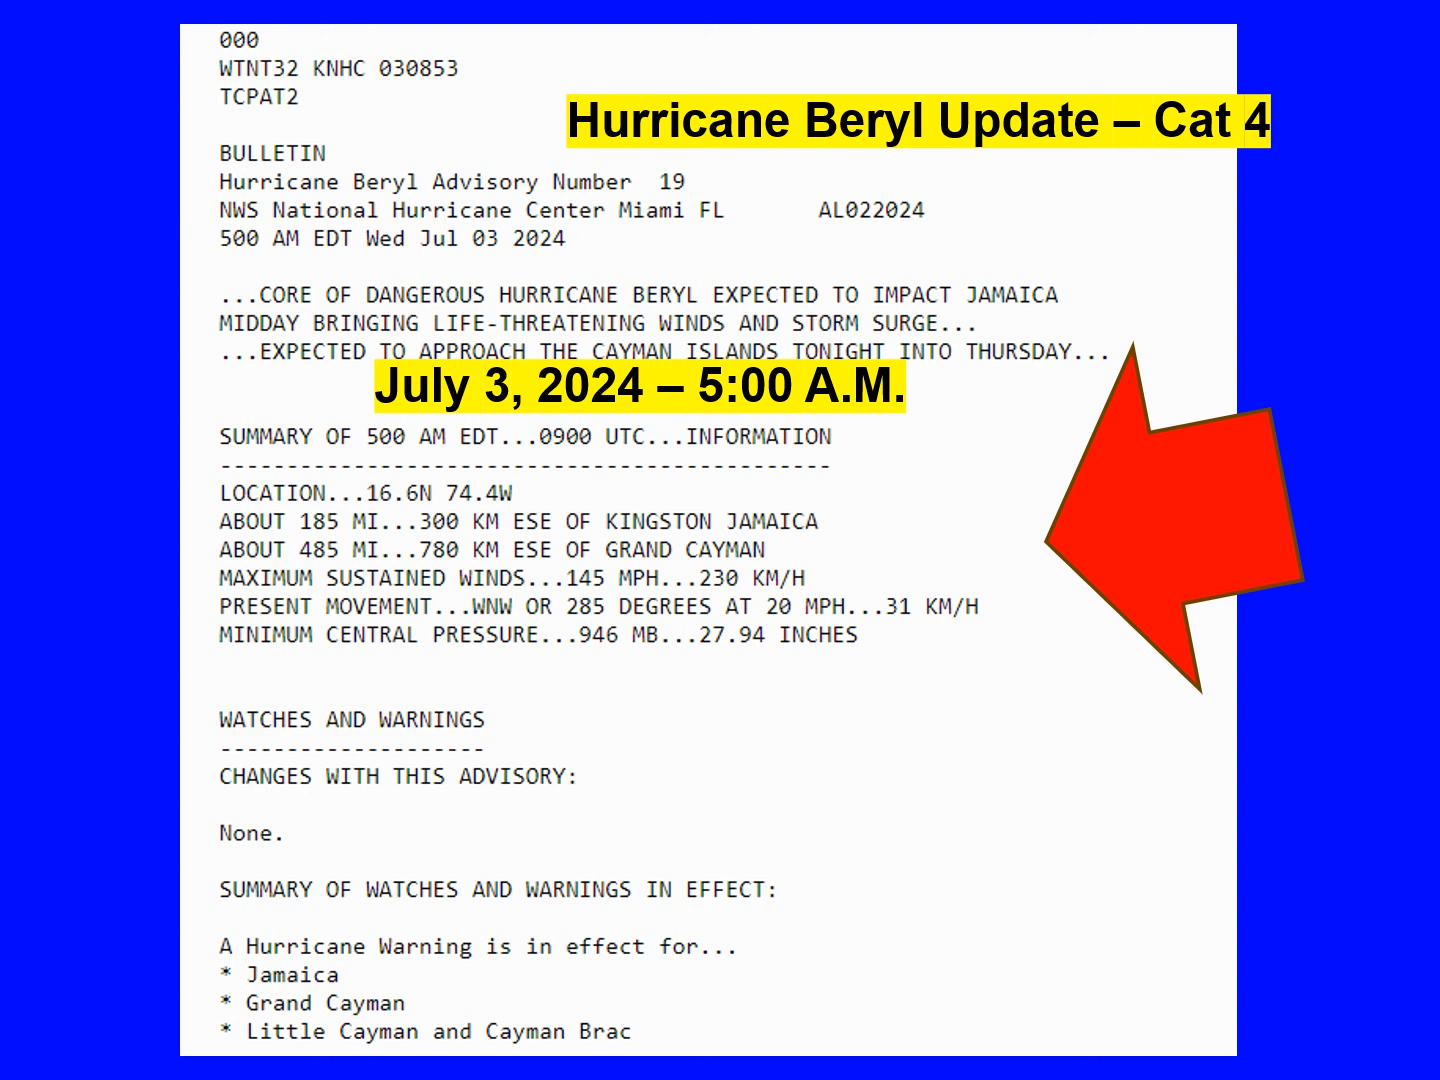 000
WTNT32 KNHC 030853
TCPAT2
Hurricane Beryl Update – Cat 4
BULLETIN
Hurricane Beryl Advisory Number  19
NWS National Hurricane Center Miami FL       AL022024
500 AM EDT Wed Jul 03 2024
...CORE OF DANGEROUS HURRICANE BERYL EXPECTED TO IMPACT JAMAICA
MIDDAY BRINGING LIFE-THREATENING WINDS AND STORM SURGE...
...EXPECTED TO APPROACH THE CAYMAN ISLANDS TONIGHT INTO THURSDAY...
July 3, 2024 – 5:00 A.M.
SUMMARY OF 500 AM EDT...0900 UTC...INFORMATION
----------------------------------------------
LOCATION...16.6N 74.4W
ABOUT 185 MI...300 KM ESE OF KINGSTON JAMAICA
ABOUT 485 MI...780 KM ESE OF GRAND CAYMAN
MAXIMUM SUSTAINED WINDS...145 MPH...230 KM/H
PRESENT MOVEMENT...WNW OR 285 DEGREES AT 20 MPH...31 KM/H
MINIMUM CENTRAL PRESSURE...946 MB...27.94 INCHES
WATCHES AND WARNINGS
--------------------
CHANGES WITH THIS ADVISORY:
None.
SUMMARY OF WATCHES AND WARNINGS IN EFFECT:
A Hurricane Warning is in effect for...
* Jamaica
* Grand Cayman
* Little Cayman and Cayman Brac